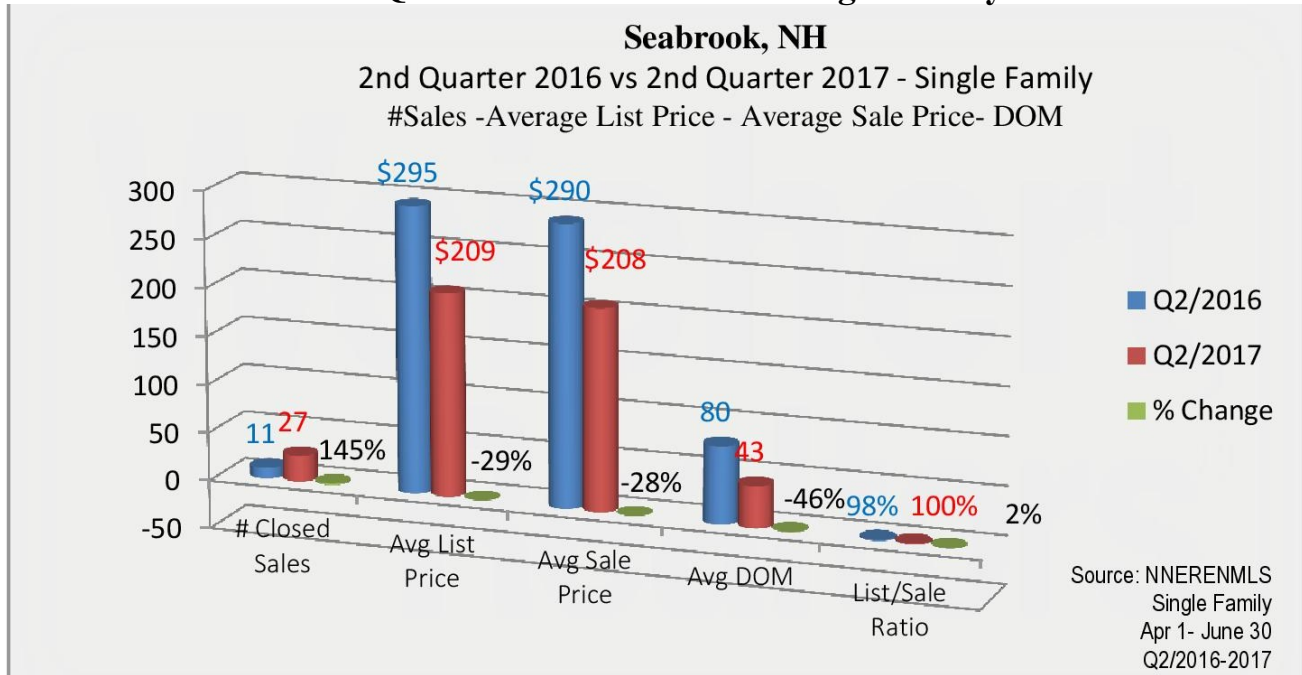 Seabrook, NH
2nd Quarter 2016 vs 2nd Quarter 2017 - Single Family
#Sales -Average List Price - Average Sale Price- DOM
300
250
200
150
100
50
0
-50
11
27
145%
$295
$209
-29%
$290
$208
-28%
80
43
-46%
98%
100%
2%
# Closed
Sales
Avg List
Price
Avg Sale
Price
Avg DOM
List/Sale
Ratio
Q2/2016
Q2/2017
% Change
Source: NNERENMLS
Single Family
Apr 1- June 30
Q2/2016-2017